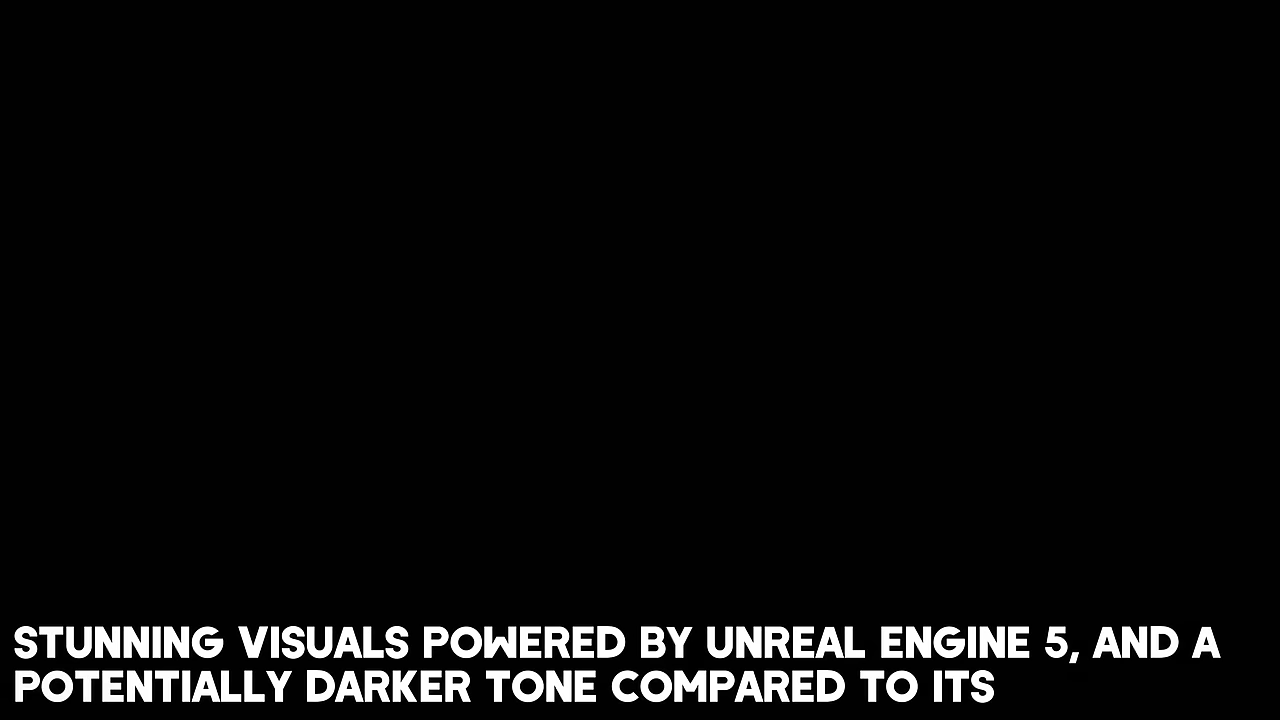 STUNNING VISUALS POWERED BY UNREAL ENGINE 5, AND A
POTENTIALLY DARKER TONE COMPARED TO ITS